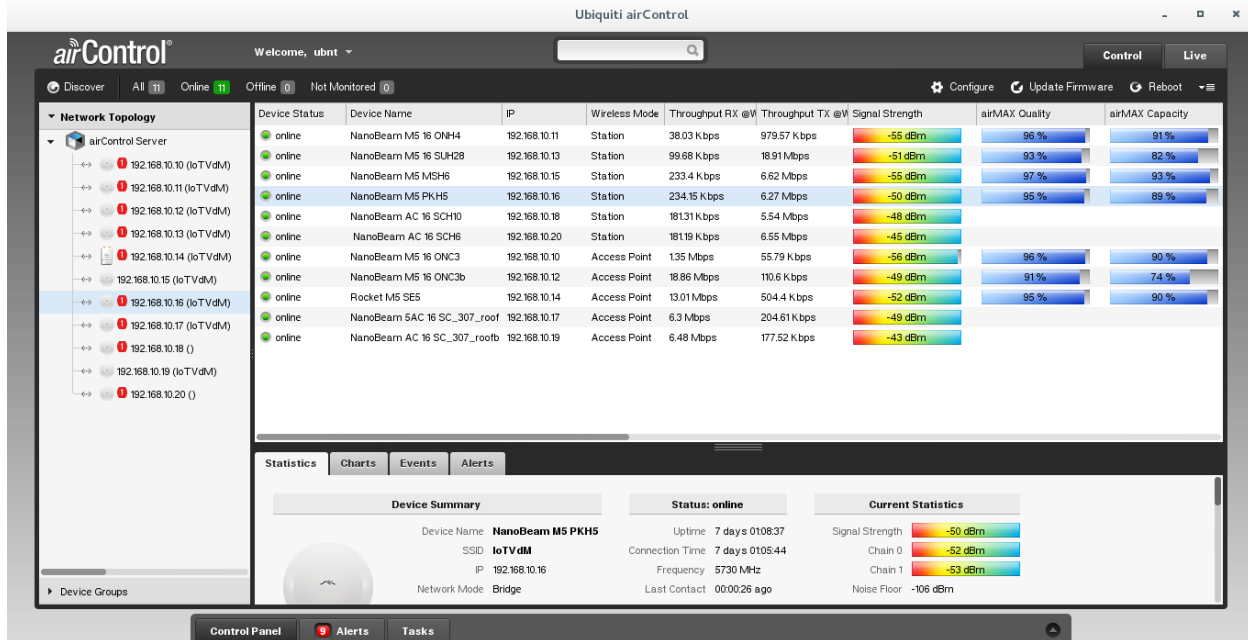 Ubiquiti airControl
airControl®
Welcome, ubnt
Control Live
Discover All 11 Online 11 Offline 0 Not Monitored 0 Configure Update Firmware Reboot
Network Topology
airControl Server
1 192.168.10.10 (IoTVdM)
1 192.168.10.11 (IoTVdM)
1 192.168.10.12 (IoTVdM)
1 192.168.10.13 (IoTVdM)
1 192.168.10.14 (IoTVdM)
192.168.10.15 (IoTVdM)
1 192.168.10.16 (IoTVdM)
1 192.168.10.17 (IoTVdM)
1 192.168.10.18 ()
192.168.10.19 (IoTVdM)
1 192.168.10.20 ()
Device Groups
Device Status Device Name IP Wireless Mode Throughput RX @W Throughput TX @W Signal Strength airMAX Quality airMAX Capacity
online NanoBeam M5 16 ONH4 192.168.10.11 Station 38.03 Kbps 979.57 Kbps -55 dBm 96 % 91 %
online NanoBeam M5 16 SUH28 192.168.10.13 Station 99.68 Kbps 18.91 Mbps -51 dBm 93 % 82 %
online NanoBeam M5 MSH6 192.168.10.15 Station 233.4 Kbps 6.62 Mbps -55 dBm 97 % 93 %
online NanoBeam M5 PKH5 192.168.10.16 Station 234.15 Kbps 6.27 Mbps -50 dBm 95 % 89 %
online NanoBeam AC 16 SCH10 192.168.10.18 Station 181.31 Kbps 5.54 Mbps -48 dBm
online NanoBeam AC 16 SCH6 192.168.10.20 Station 181.19 Kbps 6.55 Mbps -45 dBm
online NanoBeam M5 16 ONC3 192.168.10.10 Access Point 1.35 Mbps 55.79 Kbps -56 dBm 96 % 90 %
online NanoBeam M5 16 ONC3b 192.168.10.12 Access Point 18.86 Mbps 110.6 Kbps -49 dBm 91 % 74 %
online Rocket M5 SE5 192.168.10.14 Access Point 13.01 Mbps 504.4 Kbps -52 dBm 95 % 90 %
online NanoBeam 5AC 16 SC_307_roof 192.168.10.17 Access Point 6.3 Mbps 204.61 Kbps -49 dBm
online NanoBeam AC 16 SC_307_roofb 192.168.10.19 Access Point 6.48 Mbps 177.52 Kbps -43 dBm
Statistics Charts Events Alerts
Device Summary Status: online Current Statistics
Device Name NanoBeam M5 PKH5 Uptime 7 days 01:08:37 Signal Strength -50 dBm
SSID IoTVdM Connection Time 7 days 01:05:44 Chain 0 -52 dBm
IP 192.168.10.16 Frequency 5730 MHz Chain 1 -53 dBm
Network Mode Bridge Last Contact 00:00:26 ago Noise Floor -106 dBm
Control Panel 9 Alerts Tasks